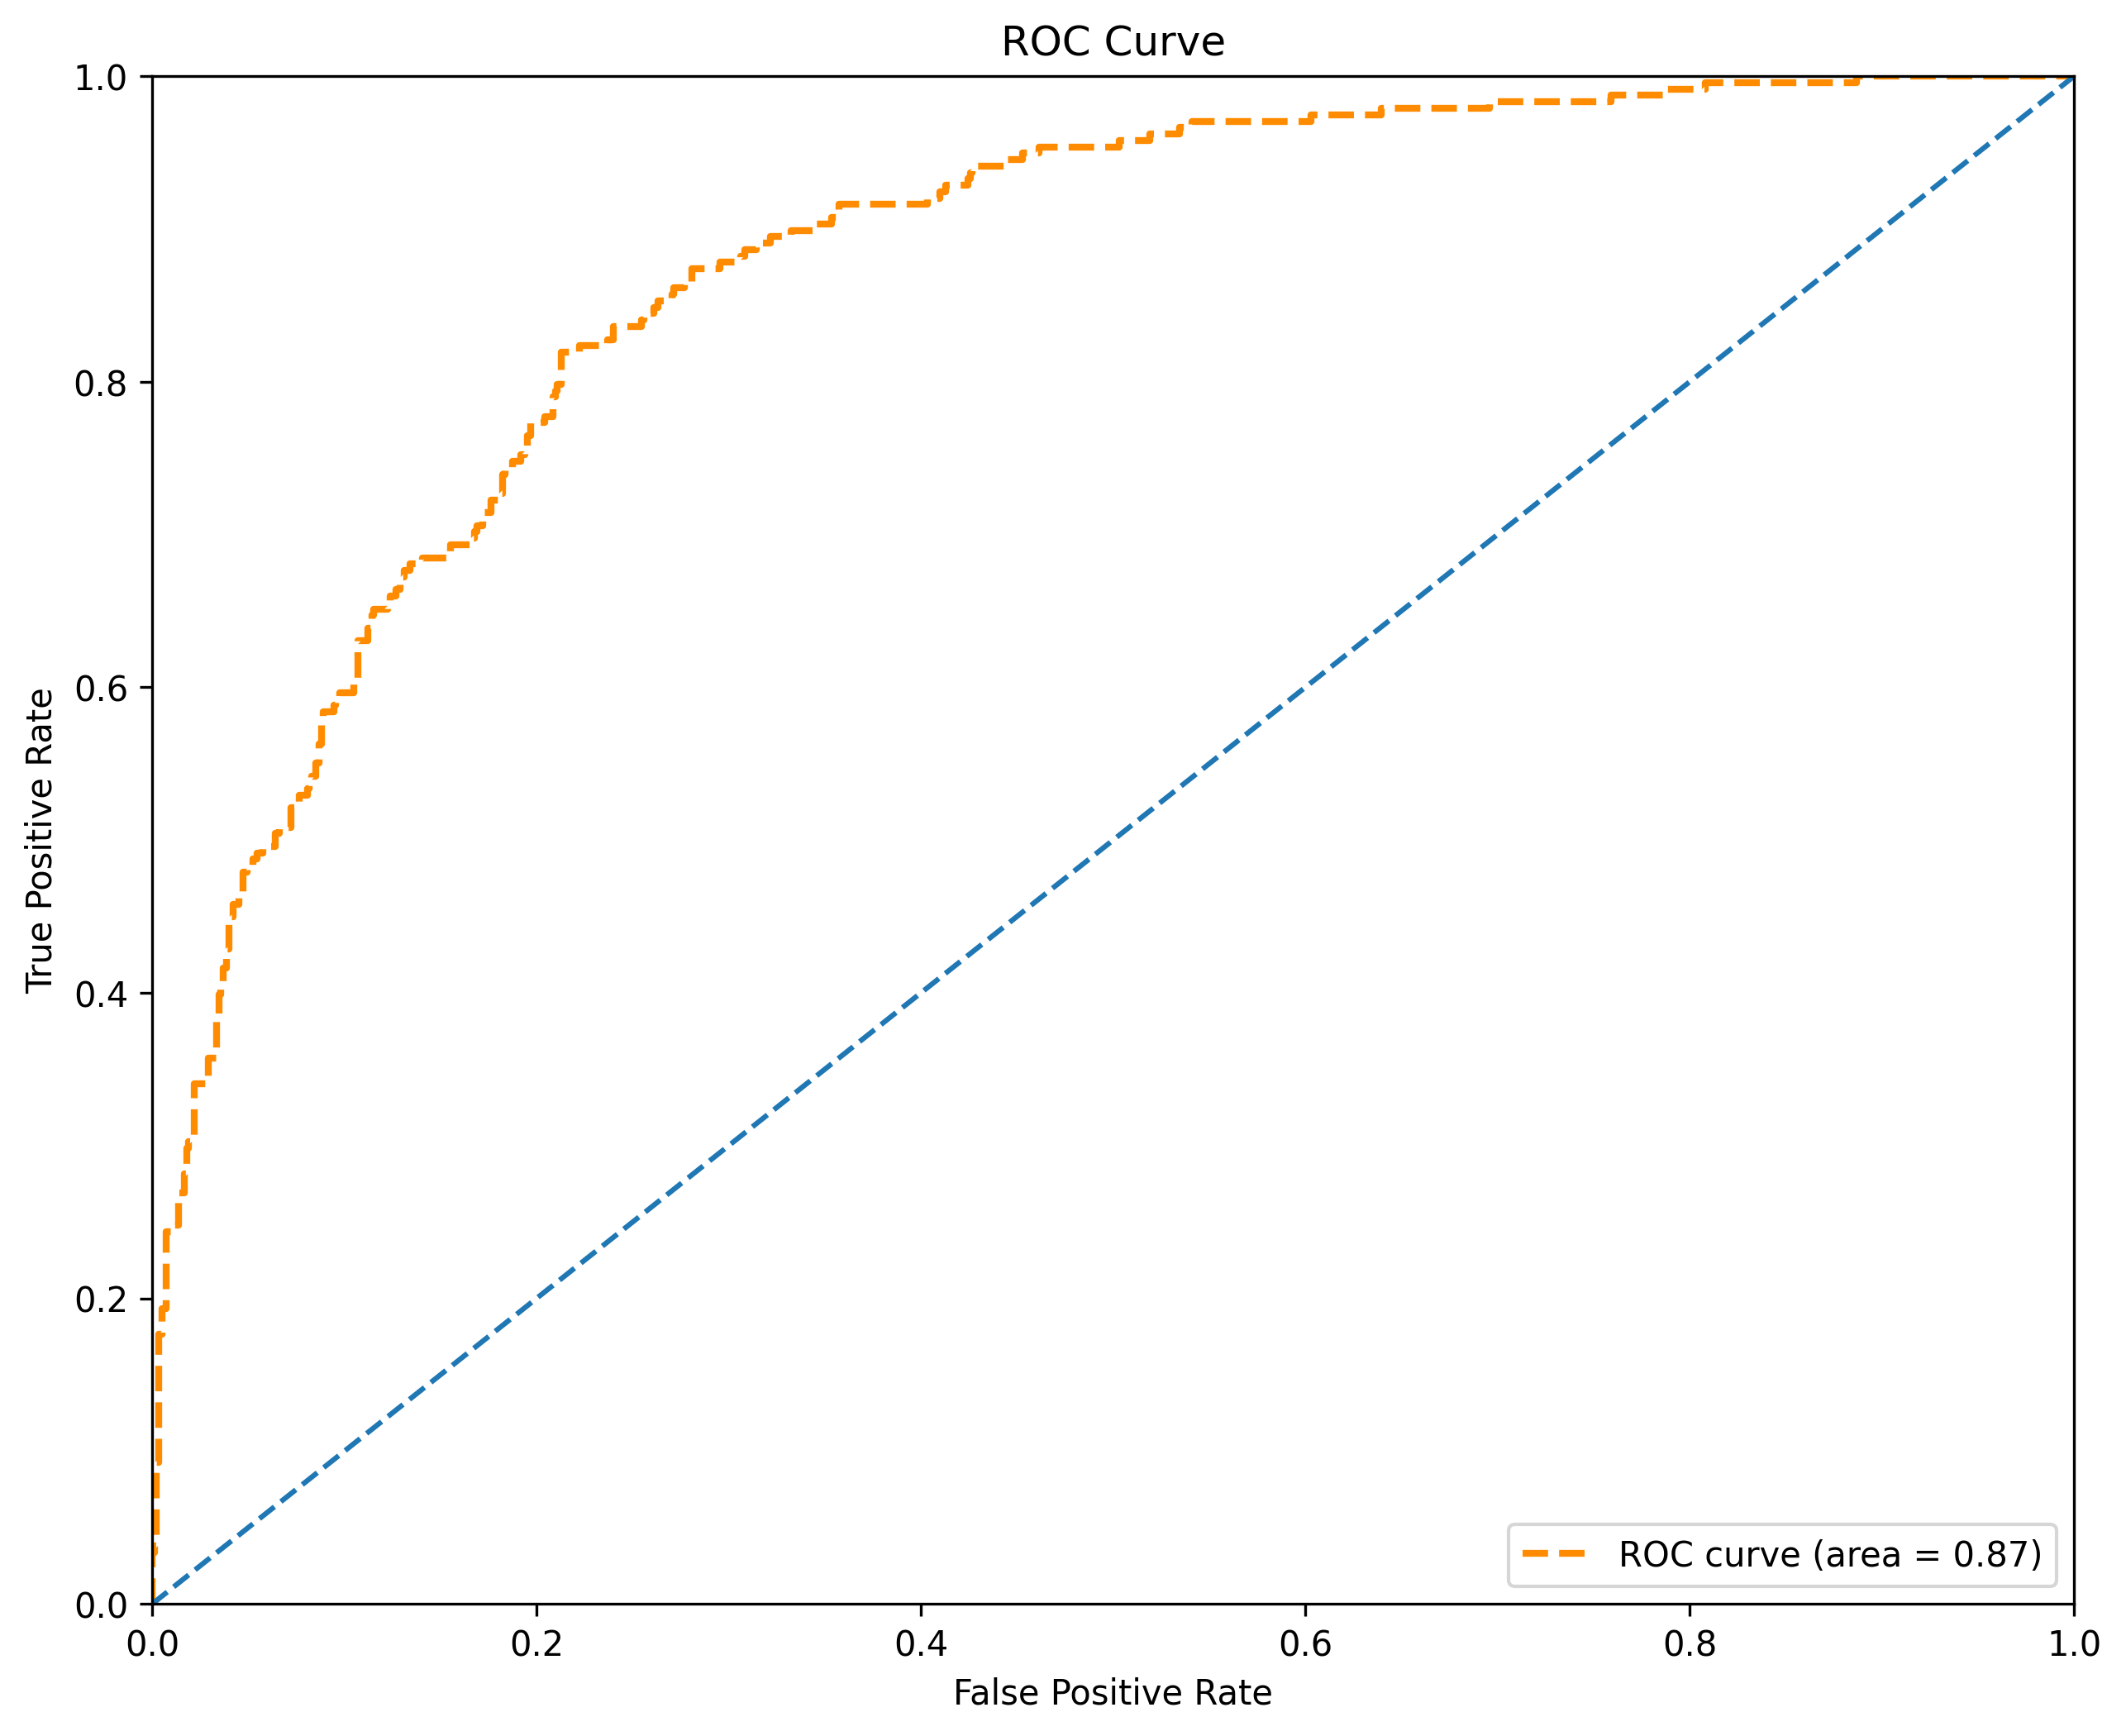 ROC Curve
1.0
0.8
0.6
0.4
0.2
0.0
True Positive Rate
ROC curve (area = 0.87)
0.0 0.2 0.4 0.6 0.8 1.0
False Positive Rate